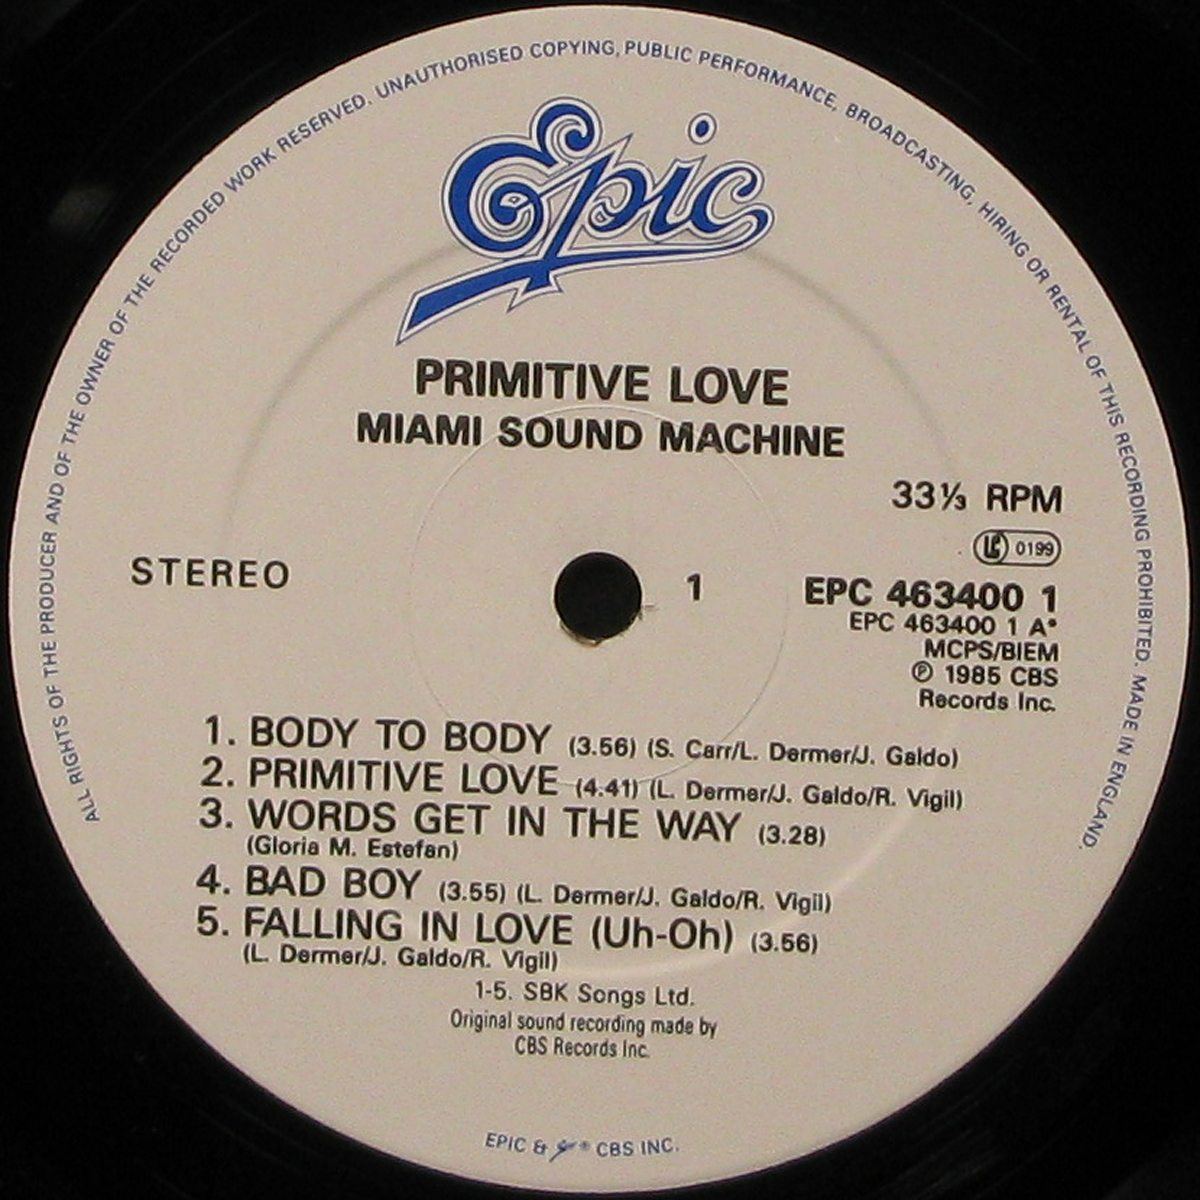 ALL RIGHTS OF THE PRODUCER AND OF THE OWNER OF THE RECORDED WORK RESERVED. UNAUTHORISED COPYING, PUBLIC PERFORMANCE, BROADCASTING, HIRING OR RENTAL OF THIS RECORDING PROHIBITED. MADE IN ENGLAND.
Epic
PRIMITIVE LOVE
MIAMI SOUND MACHINE
33⅓ RPM
LC 0199
STEREO
1
EPC 463400 1
EPC 463400 1 A*
MCPS/BIEM
℗ 1985 CBS
Records Inc.
1. BODY TO BODY (3.56) (S. Carr/L. Dermer/J. Galdo)
2. PRIMITIVE LOVE (4.41) (L. Dermer/J. Galdo/R. Vigil)
3. WORDS GET IN THE WAY (3.28)
(Gloria M. Estefan)
4. BAD BOY (3.55) (L. Dermer/J. Galdo/R. Vigil)
5. FALLING IN LOVE (Uh-Oh) (3.56)
(L. Dermer/J. Galdo/R. Vigil)
1-5. SBK Songs Ltd.
Original sound recording made by
CBS Records Inc.
EPIC & ® CBS INC.